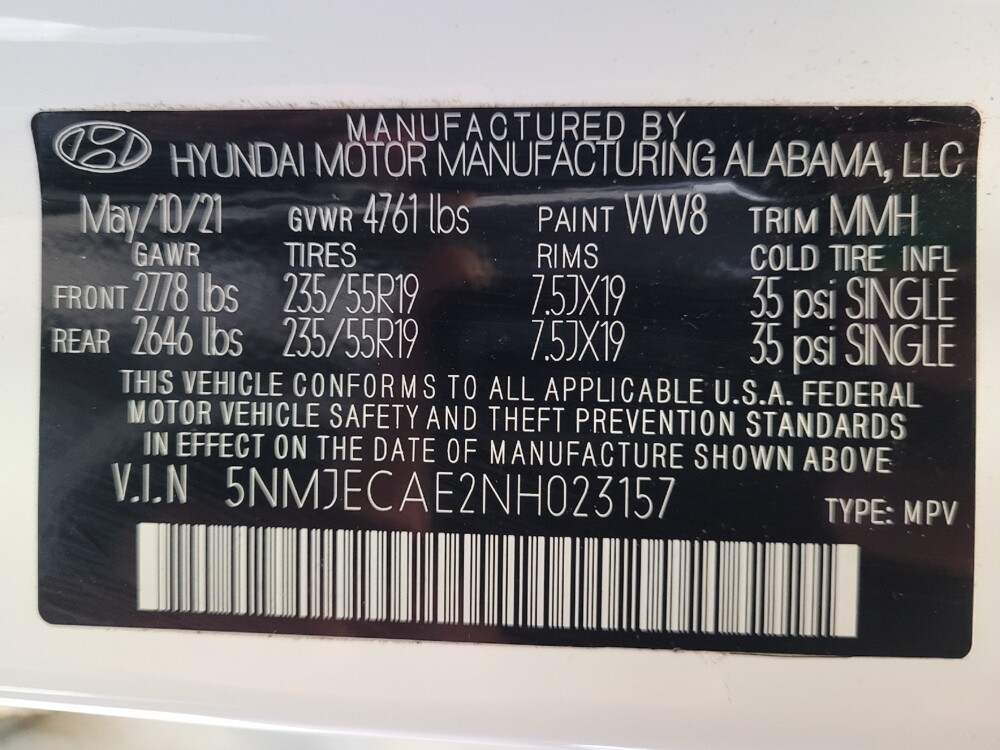 MANUFACTURED BY
HYUNDAI MOTOR MANUFACTURING ALABAMA, LLC
May/10/21 GVWR 4761 lbs PAINT WW8 TRIM MMH
GAWR TIRES RIMS COLD TIRE INFL
FRONT 2778 lbs 235/55R19 7.5JX19 35 psi SINGLE
REAR 2646 lbs 235/55R19 7.5JX19 35 psi SINGLE
THIS VEHICLE CONFORMS TO ALL APPLICABLE U.S.A. FEDERAL
MOTOR VEHICLE SAFETY AND THEFT PREVENTION STANDARDS
IN EFFECT ON THE DATE OF MANUFACTURE SHOWN ABOVE
V.I.N 5NMJECAE2NH023157
TYPE: MPV